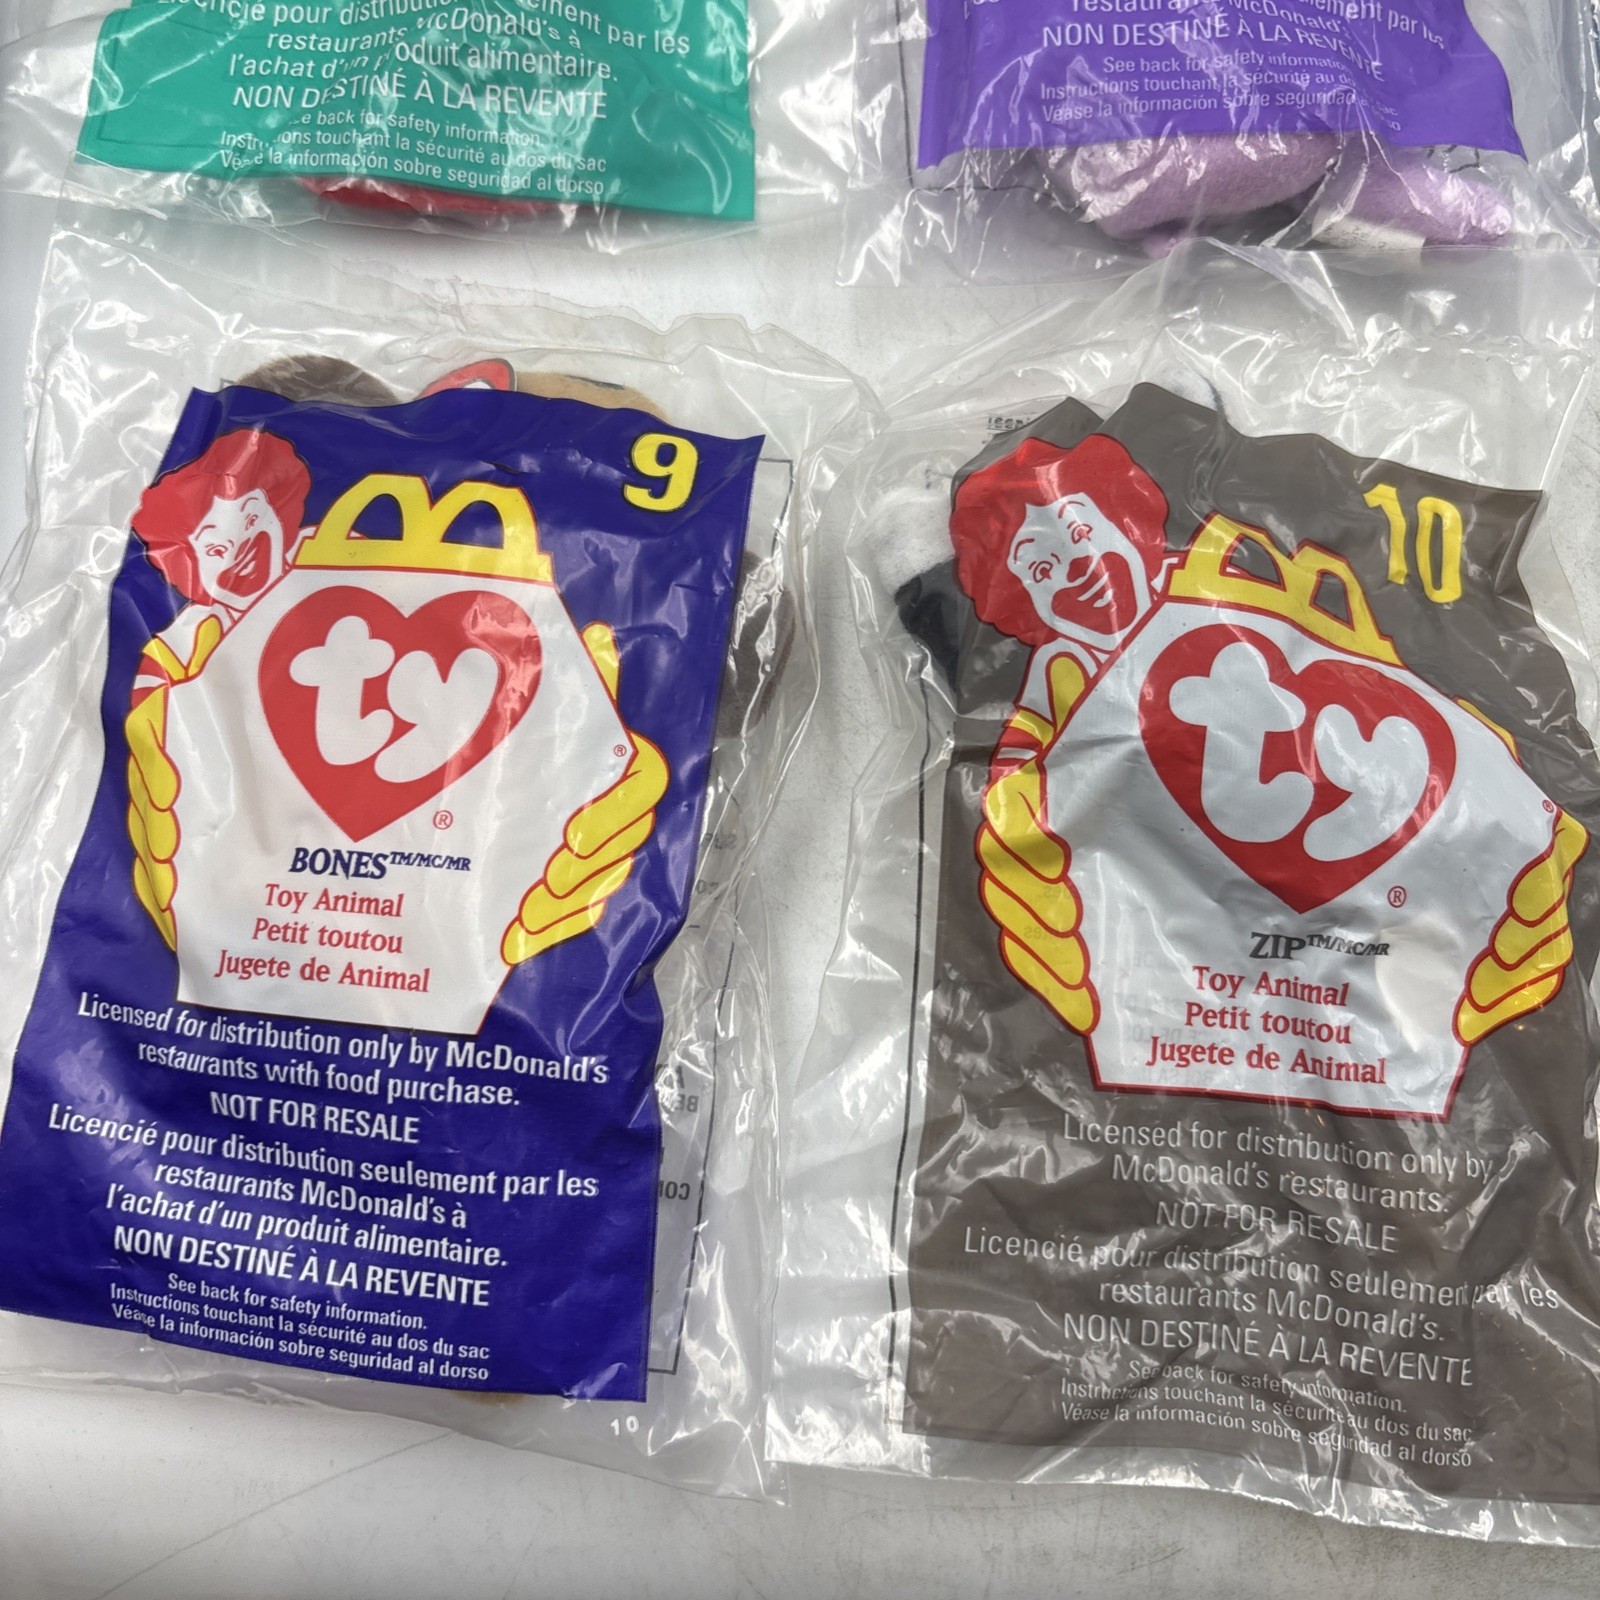 pour distribution
McDonald's à
ement par les
restaurants
l'achat d'un produit alimentaire.
NON DESTINÉ À LA REVENTE
See back for safety information.
Instructions touchant la sécurité au dos du sac
Véase la información sobre seguridad al dorso
McDonald's
ement par
NON DESTINÉ À LA REVENTE
See back for safety information
Instructions touchant la sécurité au
Véase la información sobre seguridad
9
ty
®
®
BONES TM/MC/MR
Toy Animal
Petit toutou
Jugete de Animal
Licensed for distribution only by McDonald's
restaurants with food purchase.
NOT FOR RESALE
Licencié pour distribution seulement par les
restaurants McDonald's à
l'achat d'un produit alimentaire.
NON DESTINÉ À LA REVENTE
See back for safety information.
Instructions touchant la sécurité au dos du sac
Véase la información sobre seguridad al dorso
10
10
ty
®
®
ZIP TM/MC/MR
Toy Animal
Petit toutou
Jugete de Animal
Licensed for distribution only by
McDonald's restaurants.
NOT FOR RESALE
Licencié pour distribution seulement par les
restaurants McDonald's.
NON DESTINÉ À LA REVENTE
See back for safety information.
Instructions touchant la sécurité au dos du sac
Véase la información sobre seguridad al dorso